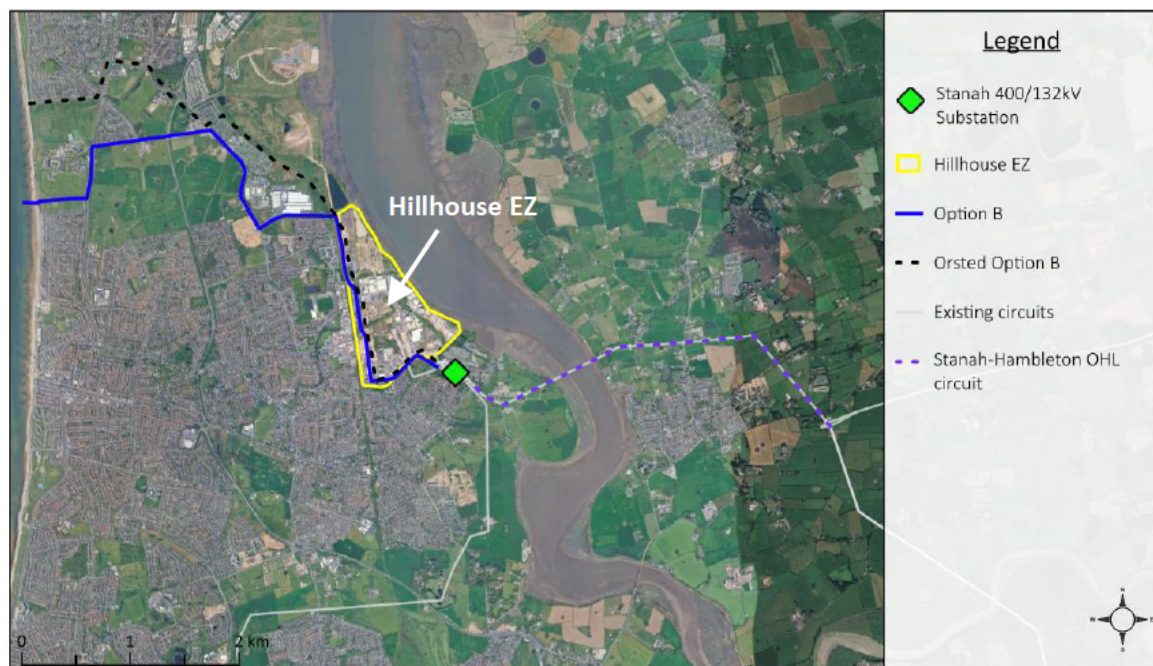 Legend
Stanah 400/132kV
Substation
Hillhouse EZ
Option B
Orsted Option B
Existing circuits
Stanah-Hambleton OHL
circuit
Hillhouse EZ
0 1 2 km
N
W E
S